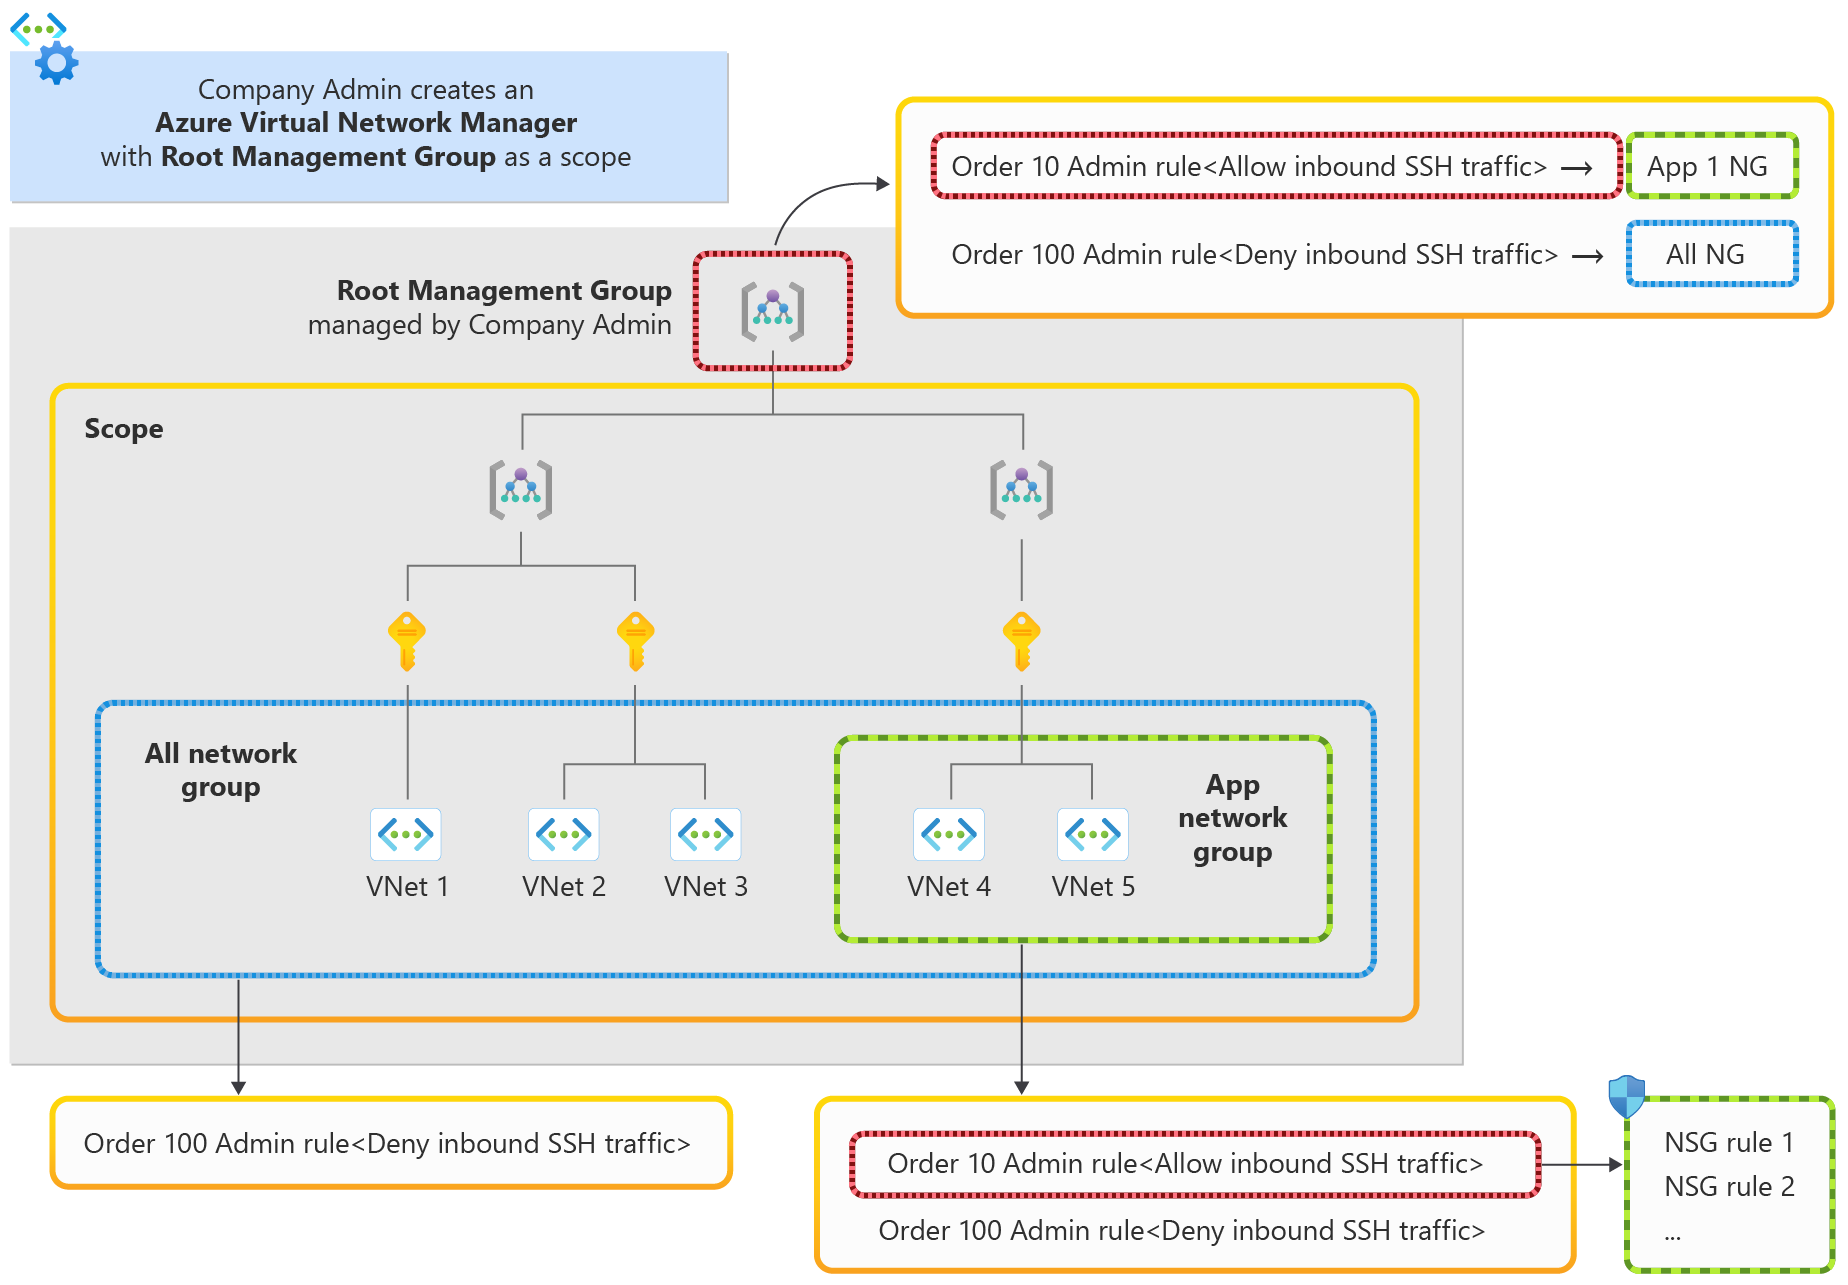 Company Admin creates an
Azure Virtual Network Manager
with Root Management Group as a scope
Order 10 Admin rule<Allow inbound SSH traffic> → App 1 NG
Order 100 Admin rule<Deny inbound SSH traffic> → All NG
Root Management Group
managed by Company Admin
Scope
All network
group
App
network
group
VNet 1
VNet 2
VNet 3
VNet 4
VNet 5
Order 100 Admin rule<Deny inbound SSH traffic>
Order 10 Admin rule<Allow inbound SSH traffic>
Order 100 Admin rule<Deny inbound SSH traffic>
NSG rule 1
NSG rule 2
...